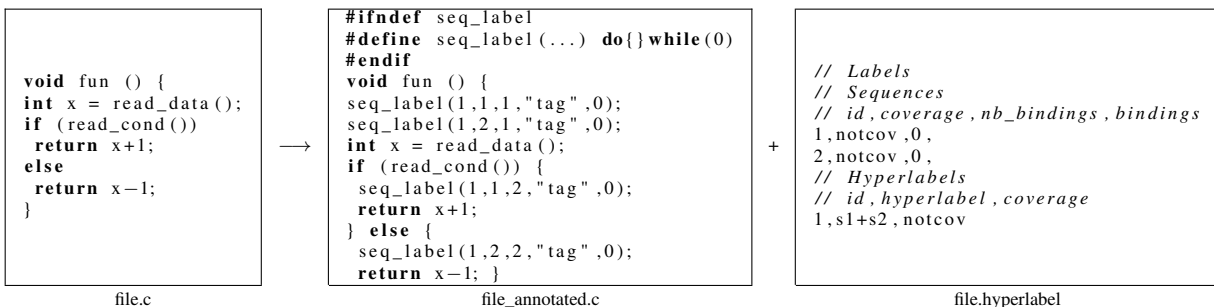 void fun () {
int x = read_data();
if (read_cond())
return x+1;
else
return x−1;
}
file.c
⟶
#ifndef seq_label
#define seq_label(...) do{}while(0)
#endif
void fun () {
seq_label(1,1,1,"tag",0);
seq_label(1,2,1,"tag",0);
int x = read_data();
if (read_cond()) {
seq_label(1,1,2,"tag",0);
return x+1;
} else {
seq_label(1,2,2,"tag",0);
return x−1; }
file_annotated.c
+
// Labels
// Sequences
// id,coverage,nb_bindings,bindings
1,notcov,0,
2,notcov,0,
// Hyperlabels
// id,hyperlabel,coverage
1,s1+s2,notcov
file.hyperlabel